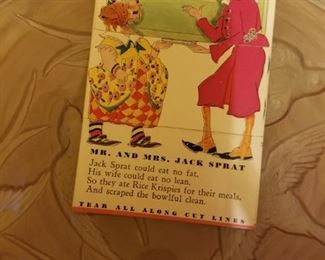 MR. AND MRS. JACK SPRAT
Jack Sprat could eat no fat,
His wife could eat no lean,
So they ate Rice Krispies for their meals,
And scraped the bowlful clean.
TEAR ALL ALONG CUT LINES